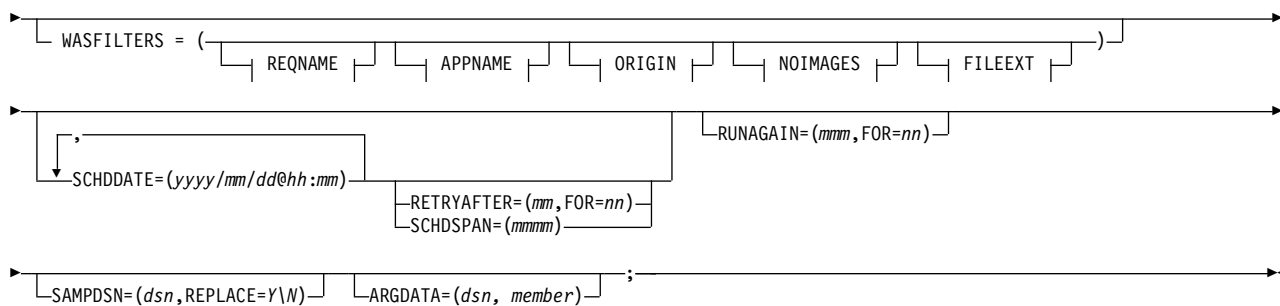 WASFILTERS = ( )
REQNAME APPNAME ORIGIN NOIMAGES FILEEXT
RUNAGAIN=(mmm,FOR=nn)
,
SCHDDATE=(yyyy/mm/dd@hh:mm)
RETRYAFTER=(mm,FOR=nn)
SCHDSPAN=(mmmm)
;
SAMPDSN=(dsn,REPLACE=Y\N) ARGDATA=(dsn, member)